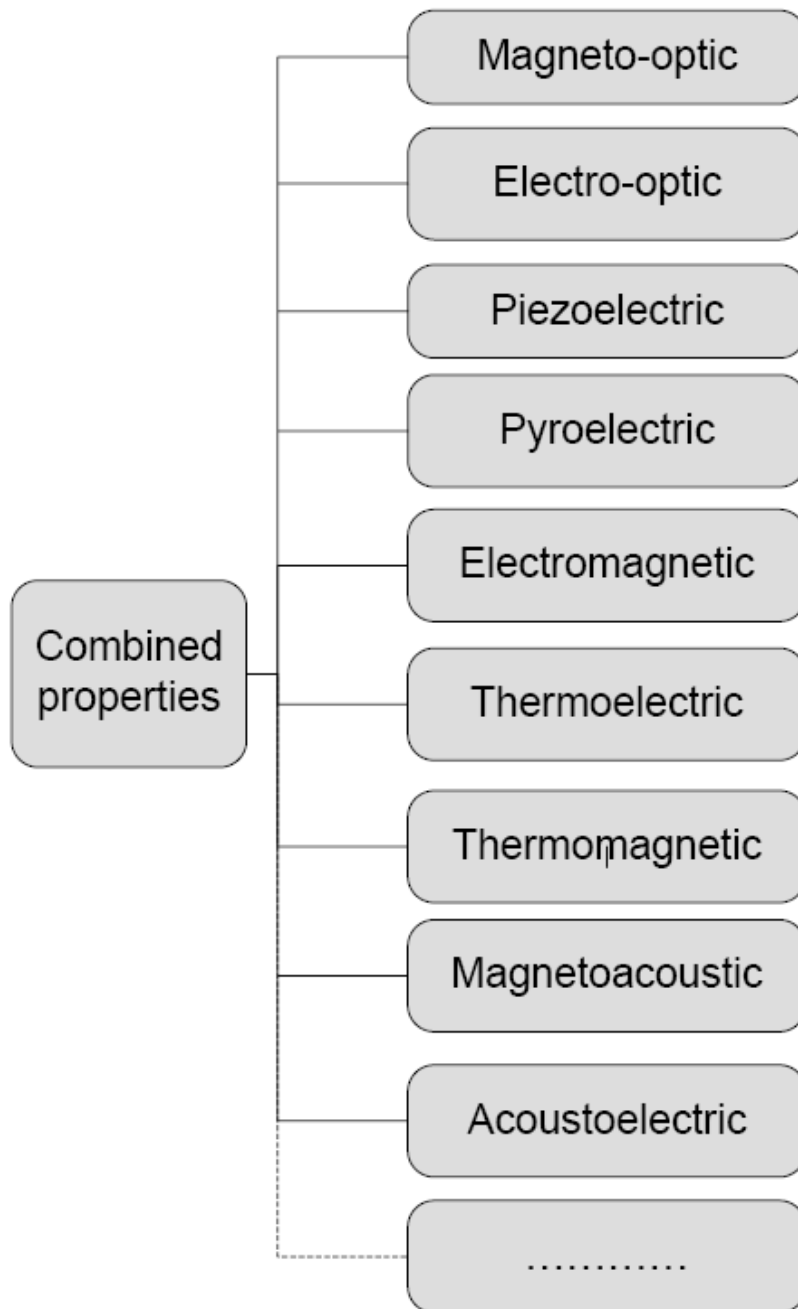 Magneto-optic
Electro-optic
Piezoelectric
Pyroelectric
Electromagnetic
Combined
properties
Thermoelectric
Thermomagnetic
Magnetoacoustic
Acoustoelectric
............